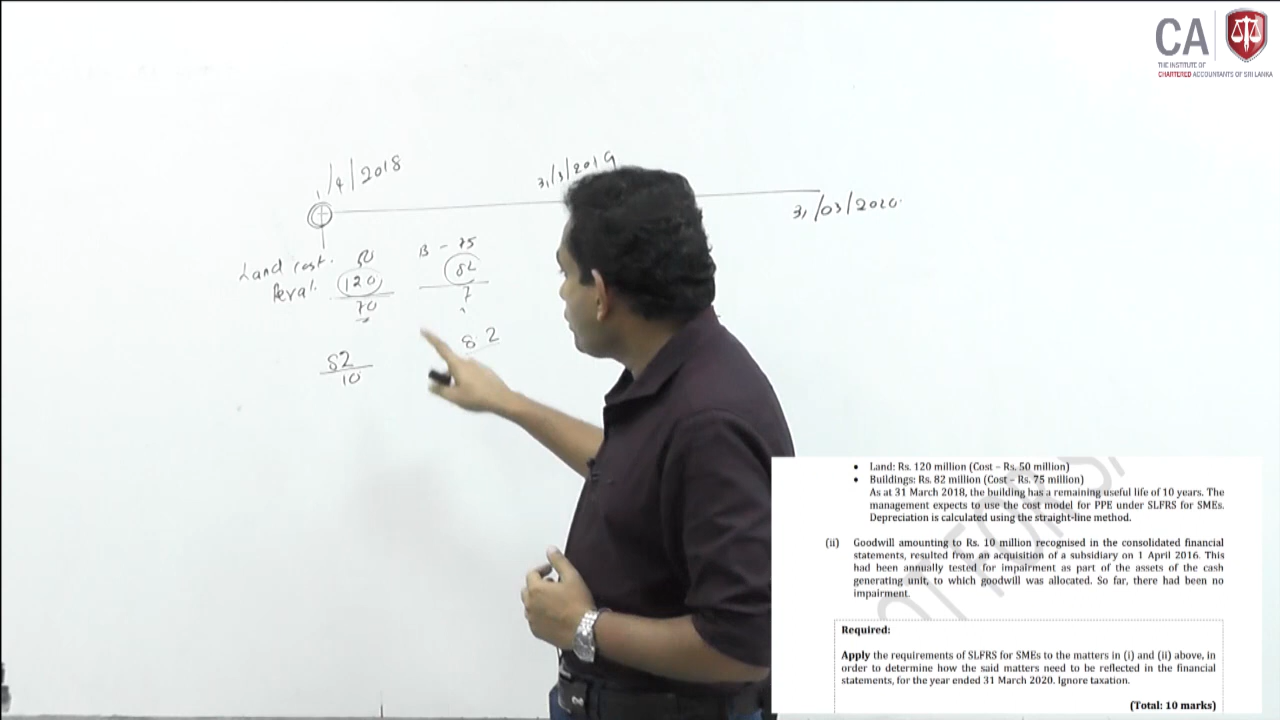 CA
THE INSTITUTE OF
CHARTERED ACCOUNTANTS OF SRI LANKA
1/4/2018
31/3/2019
31/03/2020
Land cost. 50
Reval. 120
70
B - 75
82
7
82
10
8.2
• Land: Rs. 120 million (Cost – Rs. 50 million)
• Buildings: Rs. 82 million (Cost – Rs. 75 million)
As at 31 March 2018, the building has a remaining useful life of 10 years. The
management expects to use the cost model for PPE under SLFRS for SMEs.
Depreciation is calculated using the straight-line method.
(ii) Goodwill amounting to Rs. 10 million recognised in the consolidated financial
statements, resulted from an acquisition of a subsidiary on 1 April 2016. This
had been annually tested for impairment as part of the assets of the cash
generating unit, to which goodwill was allocated. So far, there had been no
impairment.
Required:
Apply the requirements of SLFRS for SMEs to the matters in (i) and (ii) above, in
order to determine how the said matters need to be reflected in the financial
statements, for the year ended 31 March 2020. Ignore taxation.
(Total: 10 marks)